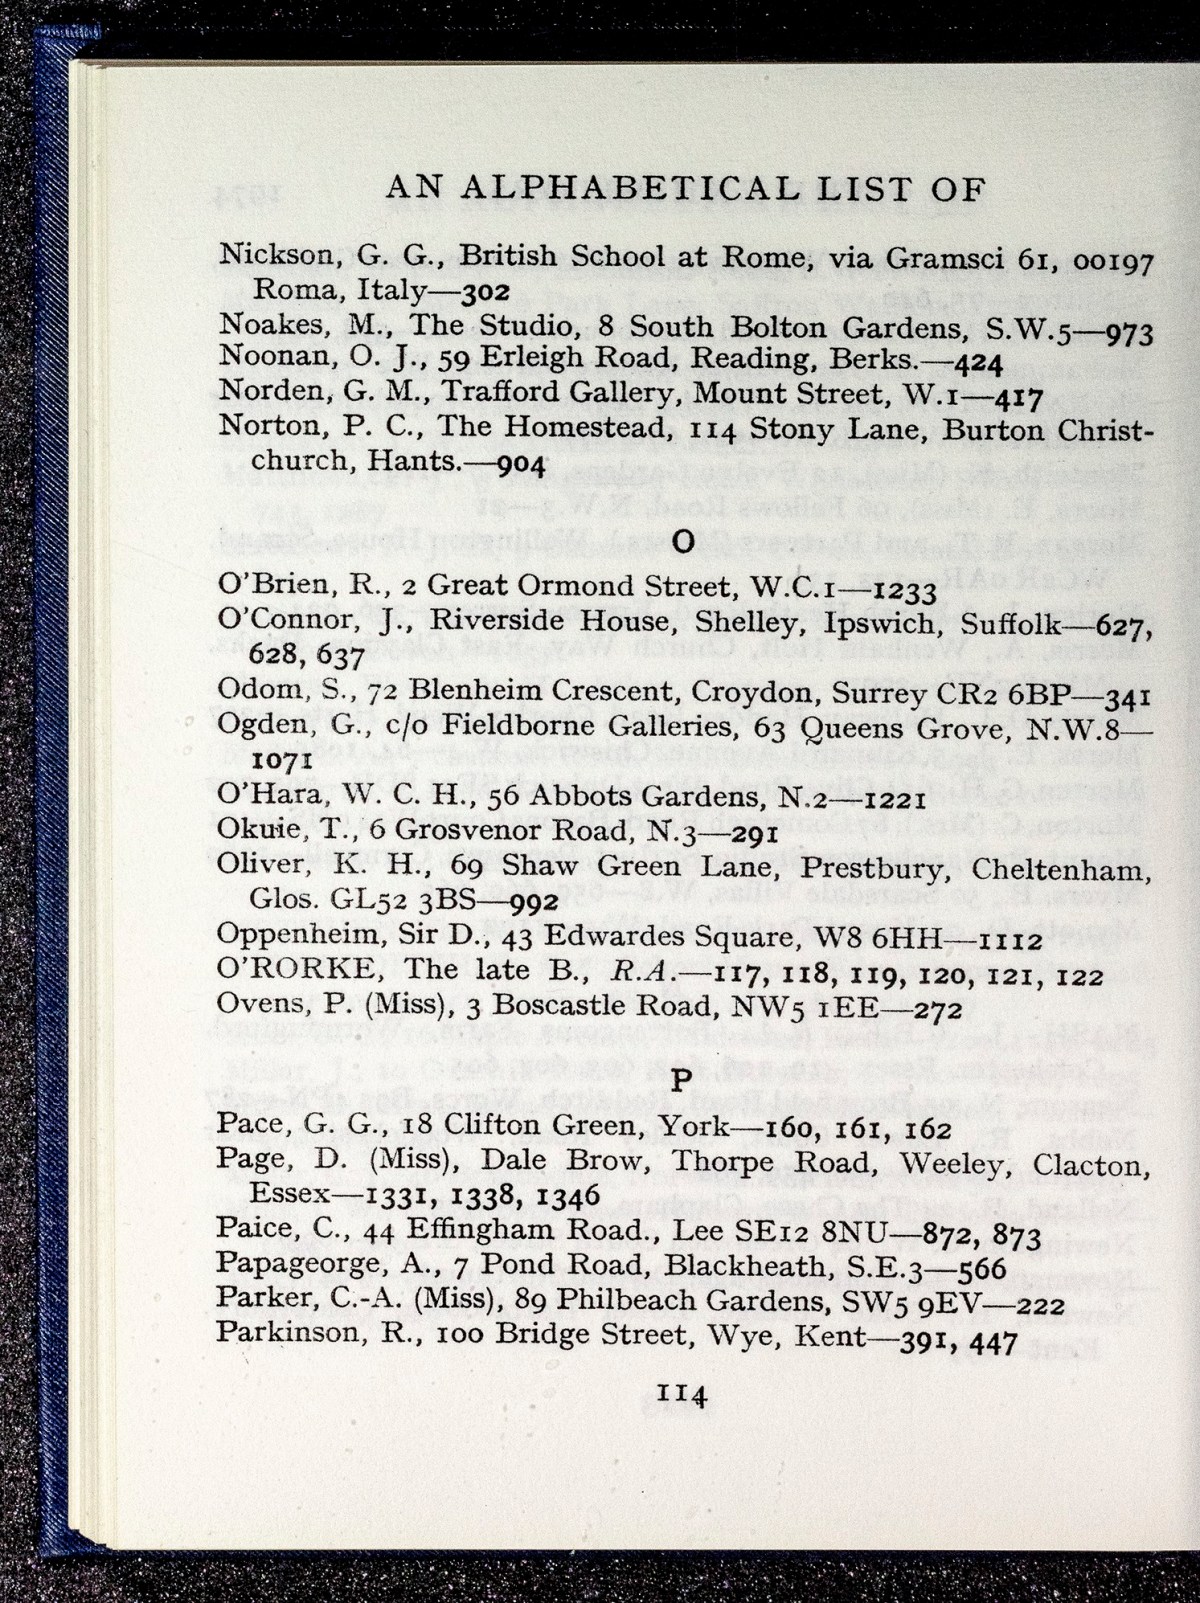 AN ALPHABETICAL LIST OF
Nickson, G. G., British School at Rome, via Gramsci 61, 00197
Roma, Italy—302
Noakes, M., The Studio, 8 South Bolton Gardens, S.W.5—973
Noonan, O. J., 59 Erleigh Road, Reading, Berks.—424
Norden, G. M., Trafford Gallery, Mount Street, W.1—417
Norton, P. C., The Homestead, 114 Stony Lane, Burton Christ-
church, Hants.—904
O
O'Brien, R., 2 Great Ormond Street, W.C.1—1233
O'Connor, J., Riverside House, Shelley, Ipswich, Suffolk—627,
628, 637
Odom, S., 72 Blenheim Crescent, Croydon, Surrey CR2 6BP—341
Ogden, G., c/o Fieldborne Galleries, 63 Queens Grove, N.W.8—
1071
O'Hara, W. C. H., 56 Abbots Gardens, N.2—1221
Okuie, T., 6 Grosvenor Road, N.3—291
Oliver, K. H., 69 Shaw Green Lane, Prestbury, Cheltenham,
Glos. GL52 3BS—992
Oppenheim, Sir D., 43 Edwardes Square, W8 6HH—1112
O'RORKE, The late B., R.A.—117, 118, 119, 120, 121, 122
Ovens, P. (Miss), 3 Boscastle Road, NW5 1EE—272
P
Pace, G. G., 18 Clifton Green, York—160, 161, 162
Page, D. (Miss), Dale Brow, Thorpe Road, Weeley, Clacton,
Essex—1331, 1338, 1346
Paice, C., 44 Effingham Road., Lee SE12 8NU—872, 873
Papageorge, A., 7 Pond Road, Blackheath, S.E.3—566
Parker, C.-A. (Miss), 89 Philbeach Gardens, SW5 9EV—222
Parkinson, R., 100 Bridge Street, Wye, Kent—391, 447
114